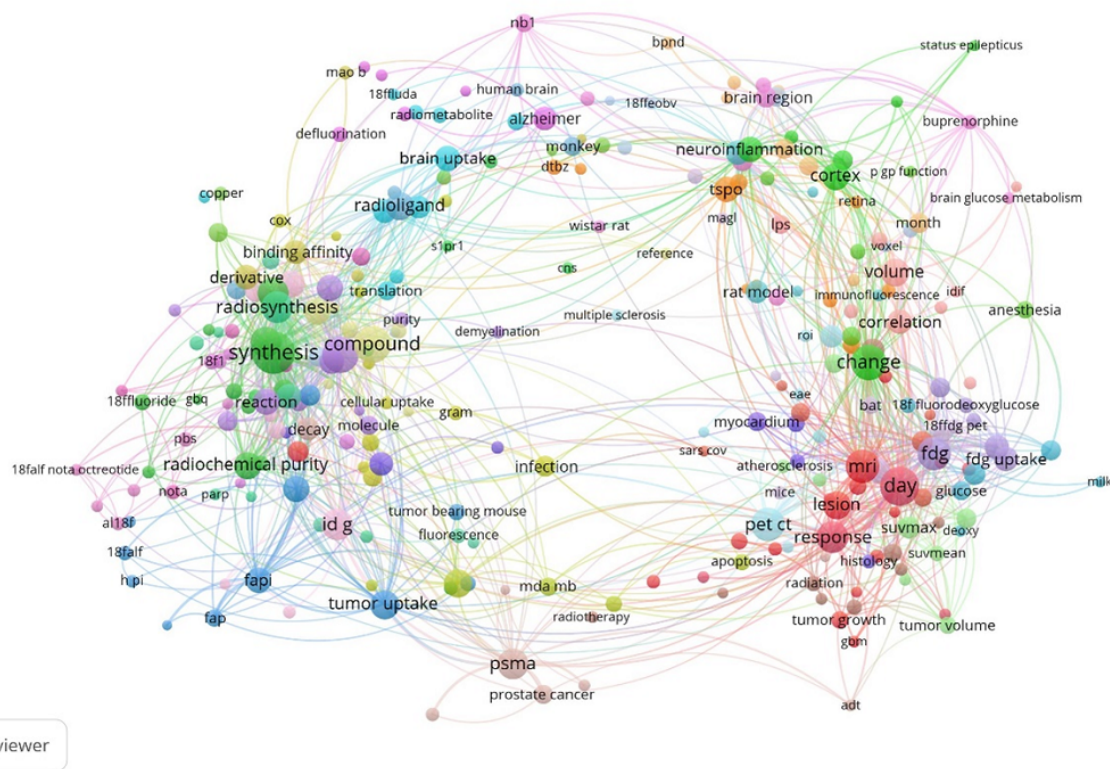 nb1
bpnd
status epilepticus
mao b
18ffluda
human brain
brain region
18ffeobv
radiometabolite
alzheimer
buprenorphine
defluorination
monkey
neuroinflammation
brain uptake
dtbz
cortex
p gp function
tspo
copper
radioligand
retina
brain glucose metabolism
cox
magl
lps
month
wistar rat
s1pr1
voxel
binding affinity
reference
cns
volume
derivative
translation
rat model
immunofluorescence
idif
radiosynthesis
anesthesia
purity
multiple sclerosis
correlation
demyelination
roi
synthesis
compound
18f1
change
eae
18ffluoride
gbq
reaction
cellular uptake
bat
18f fluorodeoxyglucose
gram
decay
molecule
myocardium
18ffdg pet
pbs
sars cov
fdg
fdg uptake
18falf nota octreotide
radiochemical purity
infection
atherosclerosis
mri
milk
nota
parp
mice
day
glucose
lesion
al18f
id g
tumor bearing mouse
pet ct
suvmax
deoxy
fluorescence
response
18falf
suvmean
apoptosis
histology
h pi
fapi
mda mb
radiation
tumor uptake
fap
radiotherapy
tumor growth
tumor volume
gbm
psma
prostate cancer
adt
viewer